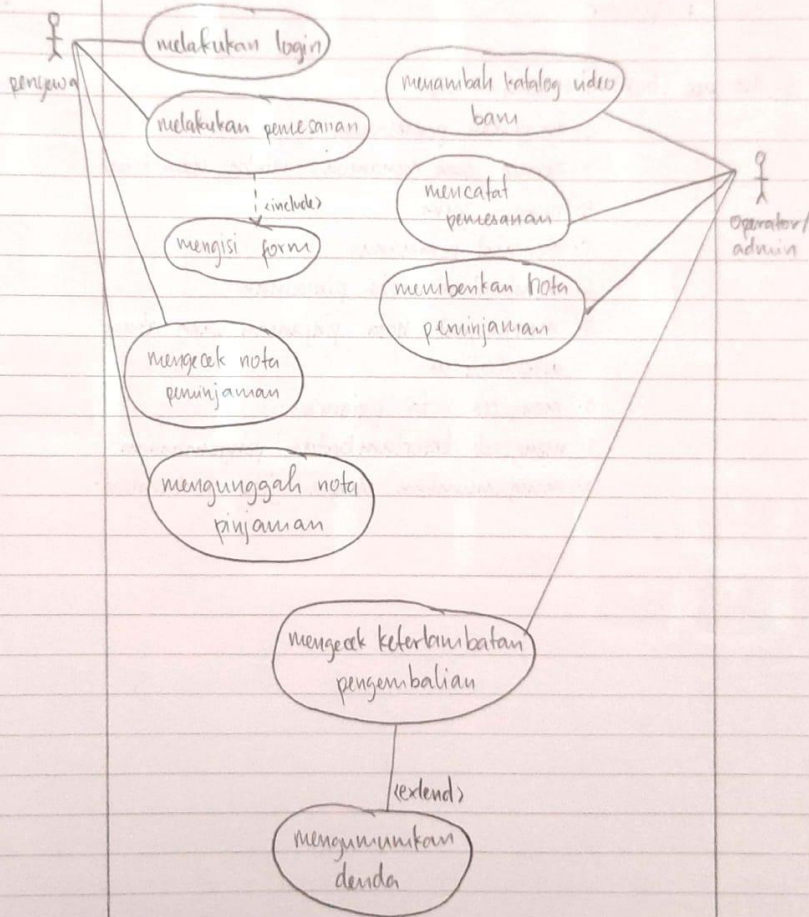 penyewa
melakukan login
melakukan pemesanan
<include>
mengisi form
mengecek nota
peminjaman
mengunggah nota
pinjaman
menambah katalog video
baru
mencatat
pemesanan
memberikan nota
peminjaman
operator/
admin
mengecek keterlambatan
pengembalian
<extend>
mengumumkan
denda